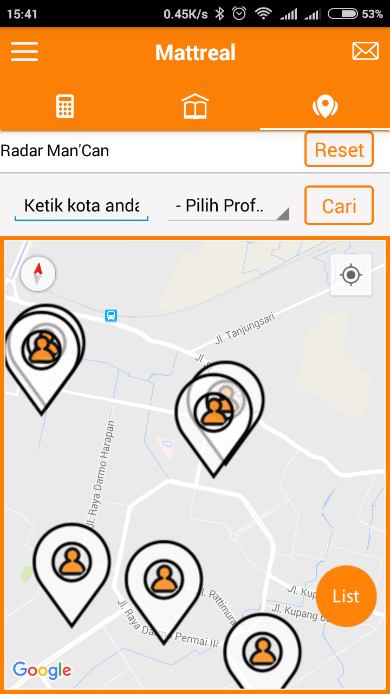 15:41 0.45K/s 53%
Mattreal
Radar Man'Can
Reset
Ketik kota anda
- Pilih Prof..
Cari
Jl. Tanjungsari
Jl. Raya Darmo Harapan
Jl. Pattimura
Jl. Raya Darmo Permai III
Jl. Kupang
List
Google